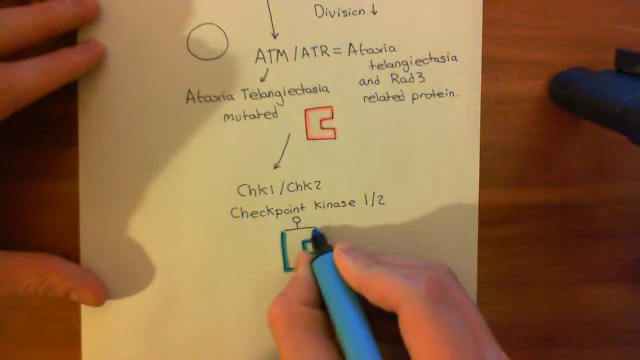 Division ↓
ATM/ATR = Ataxia
telangiectasia
and Rad3
related protein.
Ataxia Telangiectasia
mutated
Chk1/Chk2
Checkpoint kinase 1/2